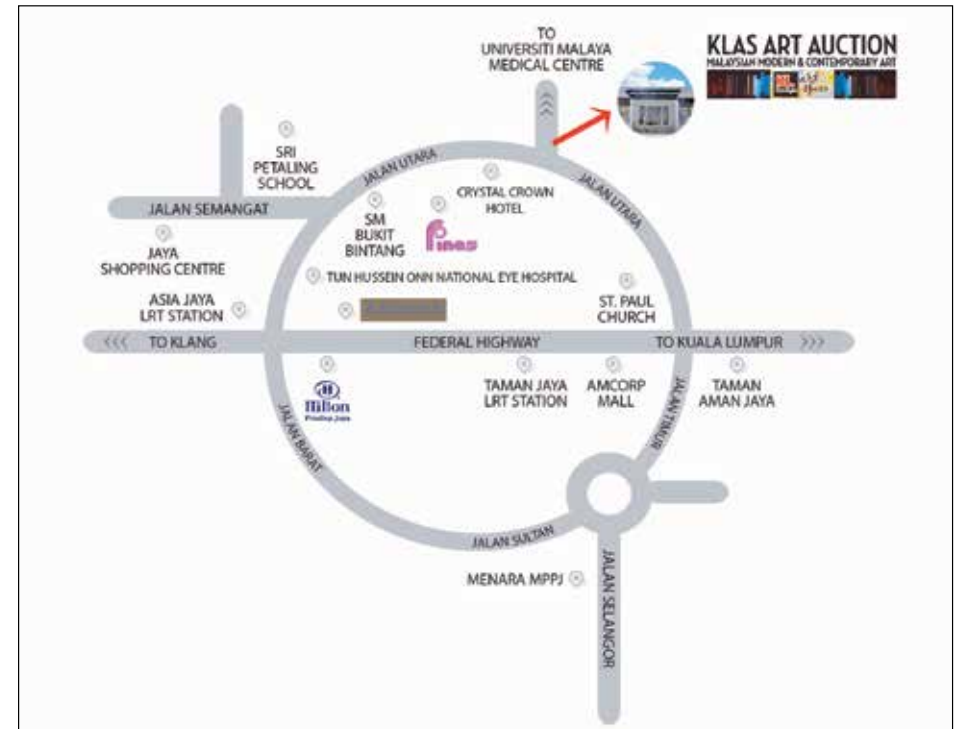 TO
UNIVERSITI MALAYA
MEDICAL CENTRE
KLAS ART AUCTION
MALAYSIAN MODERN & CONTEMPORARY ART
SRI
PETALING
SCHOOL
JALAN UTARA
JALAN UTARA
CRYSTAL CROWN
HOTEL
JALAN SEMANGAT
SM
BUKIT
BINTANG
JAYA
SHOPPING CENTRE
TUN HUSSEIN ONN NATIONAL EYE HOSPITAL
ASIA JAYA
LRT STATION
ST. PAUL
CHURCH
<<< TO KLANG
FEDERAL HIGHWAY
TO KUALA LUMPUR >>>
Hilton
Petaling Jaya
TAMAN JAYA
LRT STATION
AMCORP
MALL
TAMAN
AMAN JAYA
JALAN BARAT
JALAN TIMUR
JALAN SULTAN
MENARA MPPJ
JALAN SELANGOR